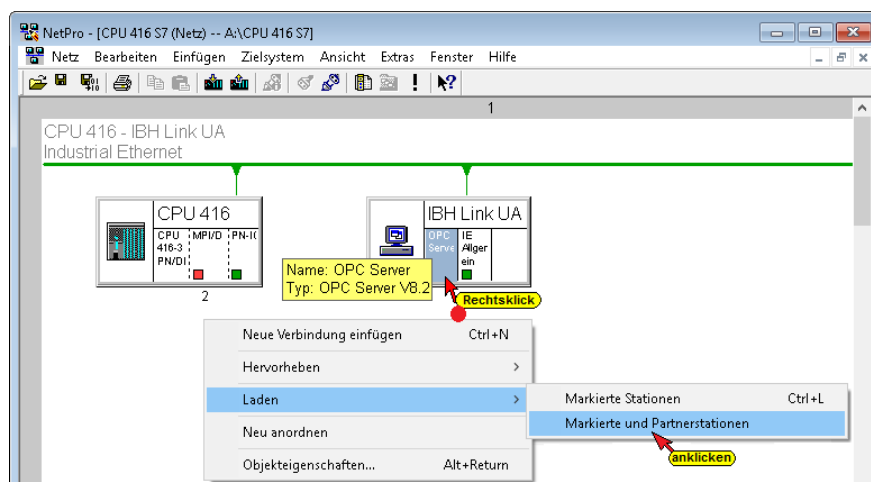 NetPro - [CPU 416 S7 (Netz) -- A:\CPU 416 S7]
Netz Bearbeiten Einfügen Zielsystem Ansicht Extras Fenster Hilfe
1
CPU 416 - IBH Link UA
Industrial Ethernet
CPU 416
CPU 416-3 PN/DI
MPI/D
PN-I(
2
IBH Link UA
OPC Serve
IE Allger ein
Name: OPC Server
Typ: OPC Server V8.2
Rechtsklick
Neue Verbindung einfügen Ctrl+N
Hervorheben
Laden
Neu anordnen
Objekteigenschaften... Alt+Return
Markierte Stationen Ctrl+L
Markierte und Partnerstationen
anklicken